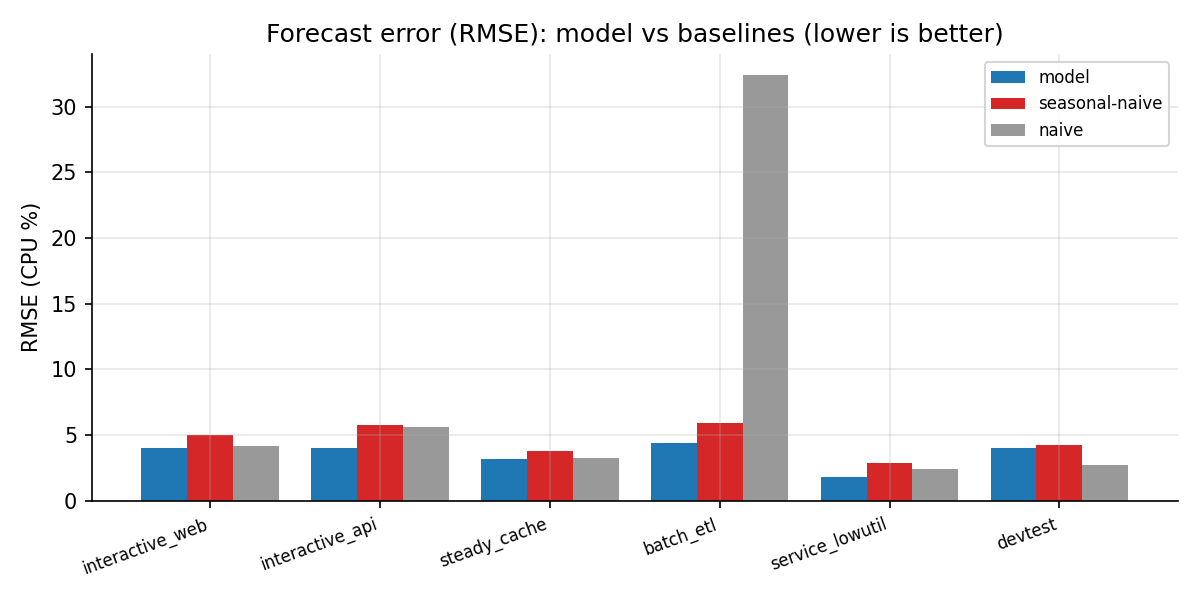 Forecast error (RMSE): model vs baselines (lower is better)
model
seasonal-naive
naive
RMSE (CPU %)
30
25
20
15
10
5
0
interactive_web
interactive_api
steady_cache
batch_etl
service_lowutil
devtest